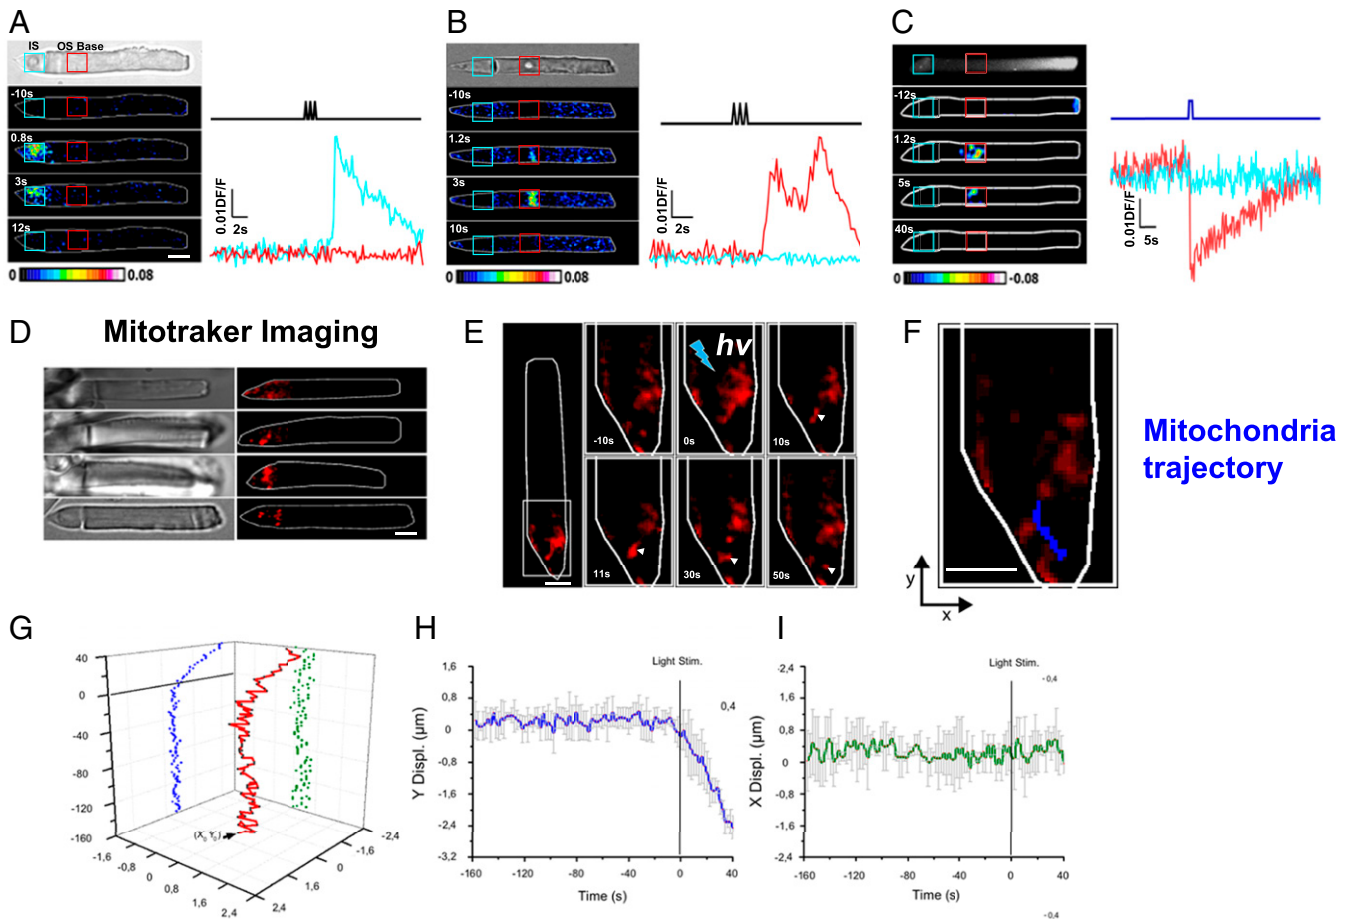 A
IS
OS Base
-10s
0.8s
3s
12s
0
0.08
0.01DF/F
2s
B
-10s
1.2s
3s
10s
0
0.08
0.01DF/F
2s
C
-12s
1.2s
5s
40s
0
-0.08
0.01DF/F
5s
D
Mitotraker Imaging
E
hv
-10s
0s
10s
11s
30s
50s
F
y
x
Mitochondria
trajectory
G
40
0
-40
-80
-120
-160
-1,6
-0,8
0
0,8
1,6
2,4
2,4
1,6
0
-2,4
H
Light Stim.
0,4
1,6
0,8
0
-0,8
-1,6
-2,4
-3,2
Y Displ. (µm)
-160
-120
-80
-40
0
40
Time (s)
I
Light Stim.
-0,4
-2,4
-1,6
0,8
0
-0,8
-1,6
-2,4
X Displ. (µm)
-160
-120
-80
-40
0
40
Time (s)
-0,4